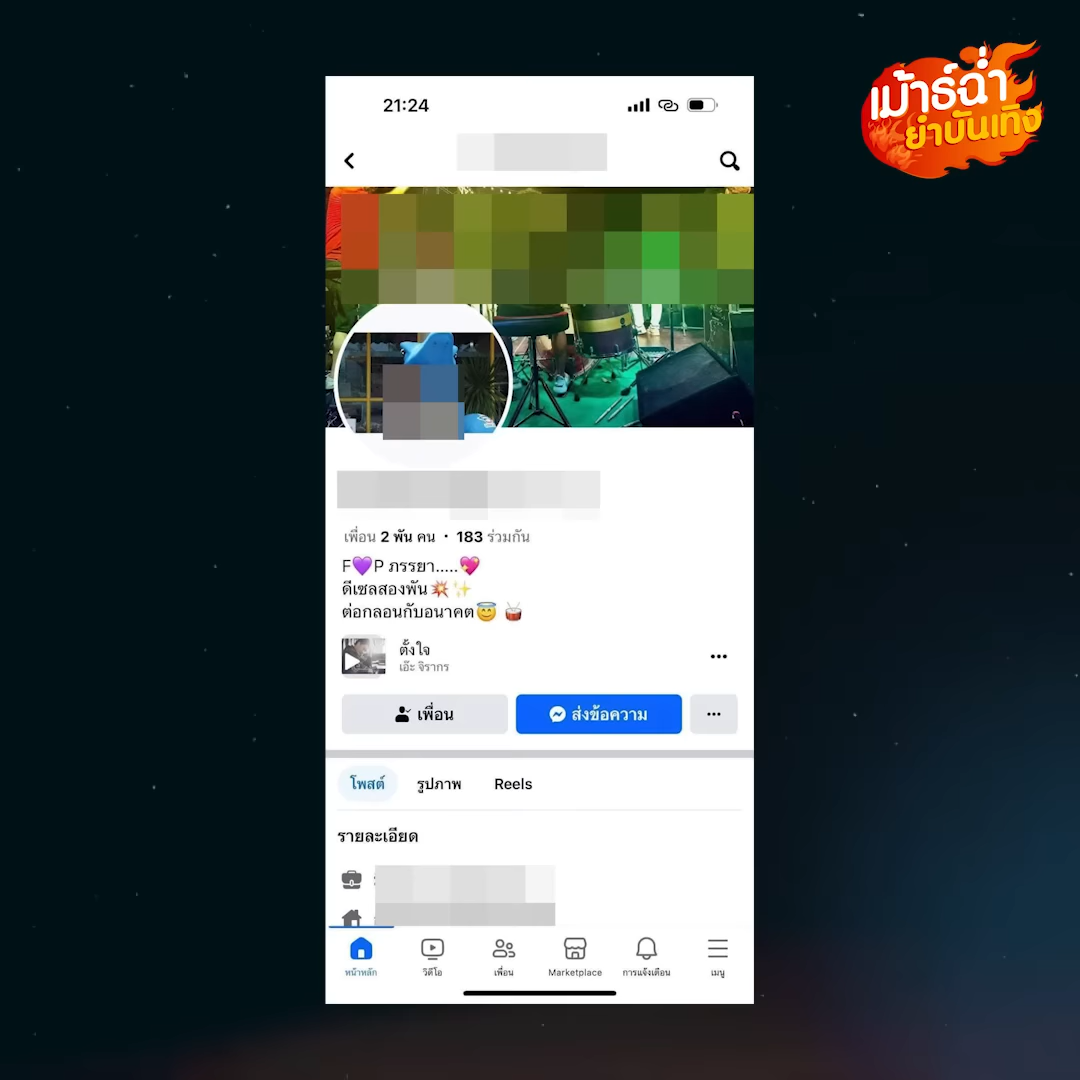 เม้าธ์ฉ่ำ
ยำบันเทิง
21:24
เพื่อน 2 พัน คน · 183 ร่วมกัน
F💜P ภรรยา.....💖
ดีเซลสองพัน💥✨
ต่อกลอนกับอนาคต😇 🥁
ตั้งใจ
เอ๊ะ จิรากร
เพื่อน
ส่งข้อความ
โพสต์
รูปภาพ
Reels
รายละเอียด
หน้าหลัก
วิดีโอ
เพื่อน
Marketplace
การแจ้งเตือน
เมนู